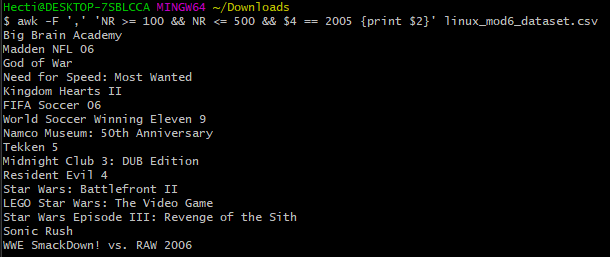 Hecti@DESKTOP-7SBLCCA MINGW64 ~/Downloads
$ awk -F ',' 'NR >= 100 && NR <= 500 && $4 == 2005 {print $2}' linux_mod6_dataset.csv
Big Brain Academy
Madden NFL 06
God of War
Need for Speed: Most Wanted
Kingdom Hearts II
FIFA Soccer 06
World Soccer Winning Eleven 9
Namco Museum: 50th Anniversary
Tekken 5
Midnight Club 3: DUB Edition
Resident Evil 4
Star Wars: Battlefront II
LEGO Star Wars: The Video Game
Star Wars Episode III: Revenge of the Sith
Sonic Rush
WWE SmackDown! vs. RAW 2006